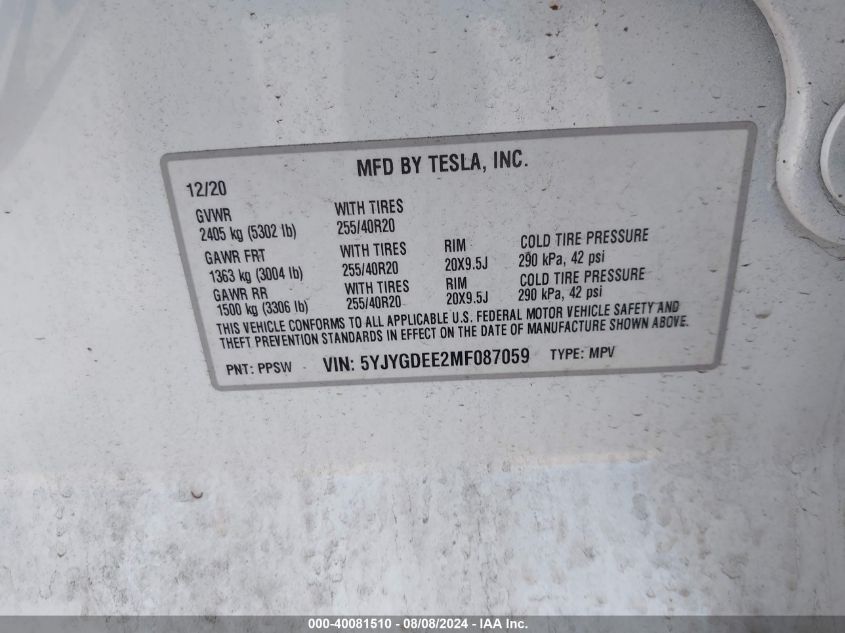 MFD BY TESLA, INC.
12/20
GVWR WITH TIRES
2405 kg (5302 lb) 255/40R20
GAWR FRT WITH TIRES RIM COLD TIRE PRESSURE
1363 kg (3004 lb) 255/40R20 20X9.5J 290 kPa, 42 psi
GAWR RR WITH TIRES RIM COLD TIRE PRESSURE
1500 kg (3306 lb) 255/40R20 20X9.5J 290 kPa, 42 psi
THIS VEHICLE CONFORMS TO ALL APPLICABLE U.S. FEDERAL MOTOR VEHICLE SAFETY AND
THEFT PREVENTION STANDARDS IN EFFECT ON THE DATE OF MANUFACTURE SHOWN ABOVE.
PNT: PPSW VIN: 5YJYGDEE2MF087059 TYPE: MPV
000-40081510 - 08/08/2024 - IAA Inc.